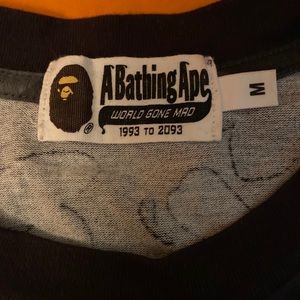 A Bathing Ape
®
WORLD GONE MAD
1993 TO 2093
M